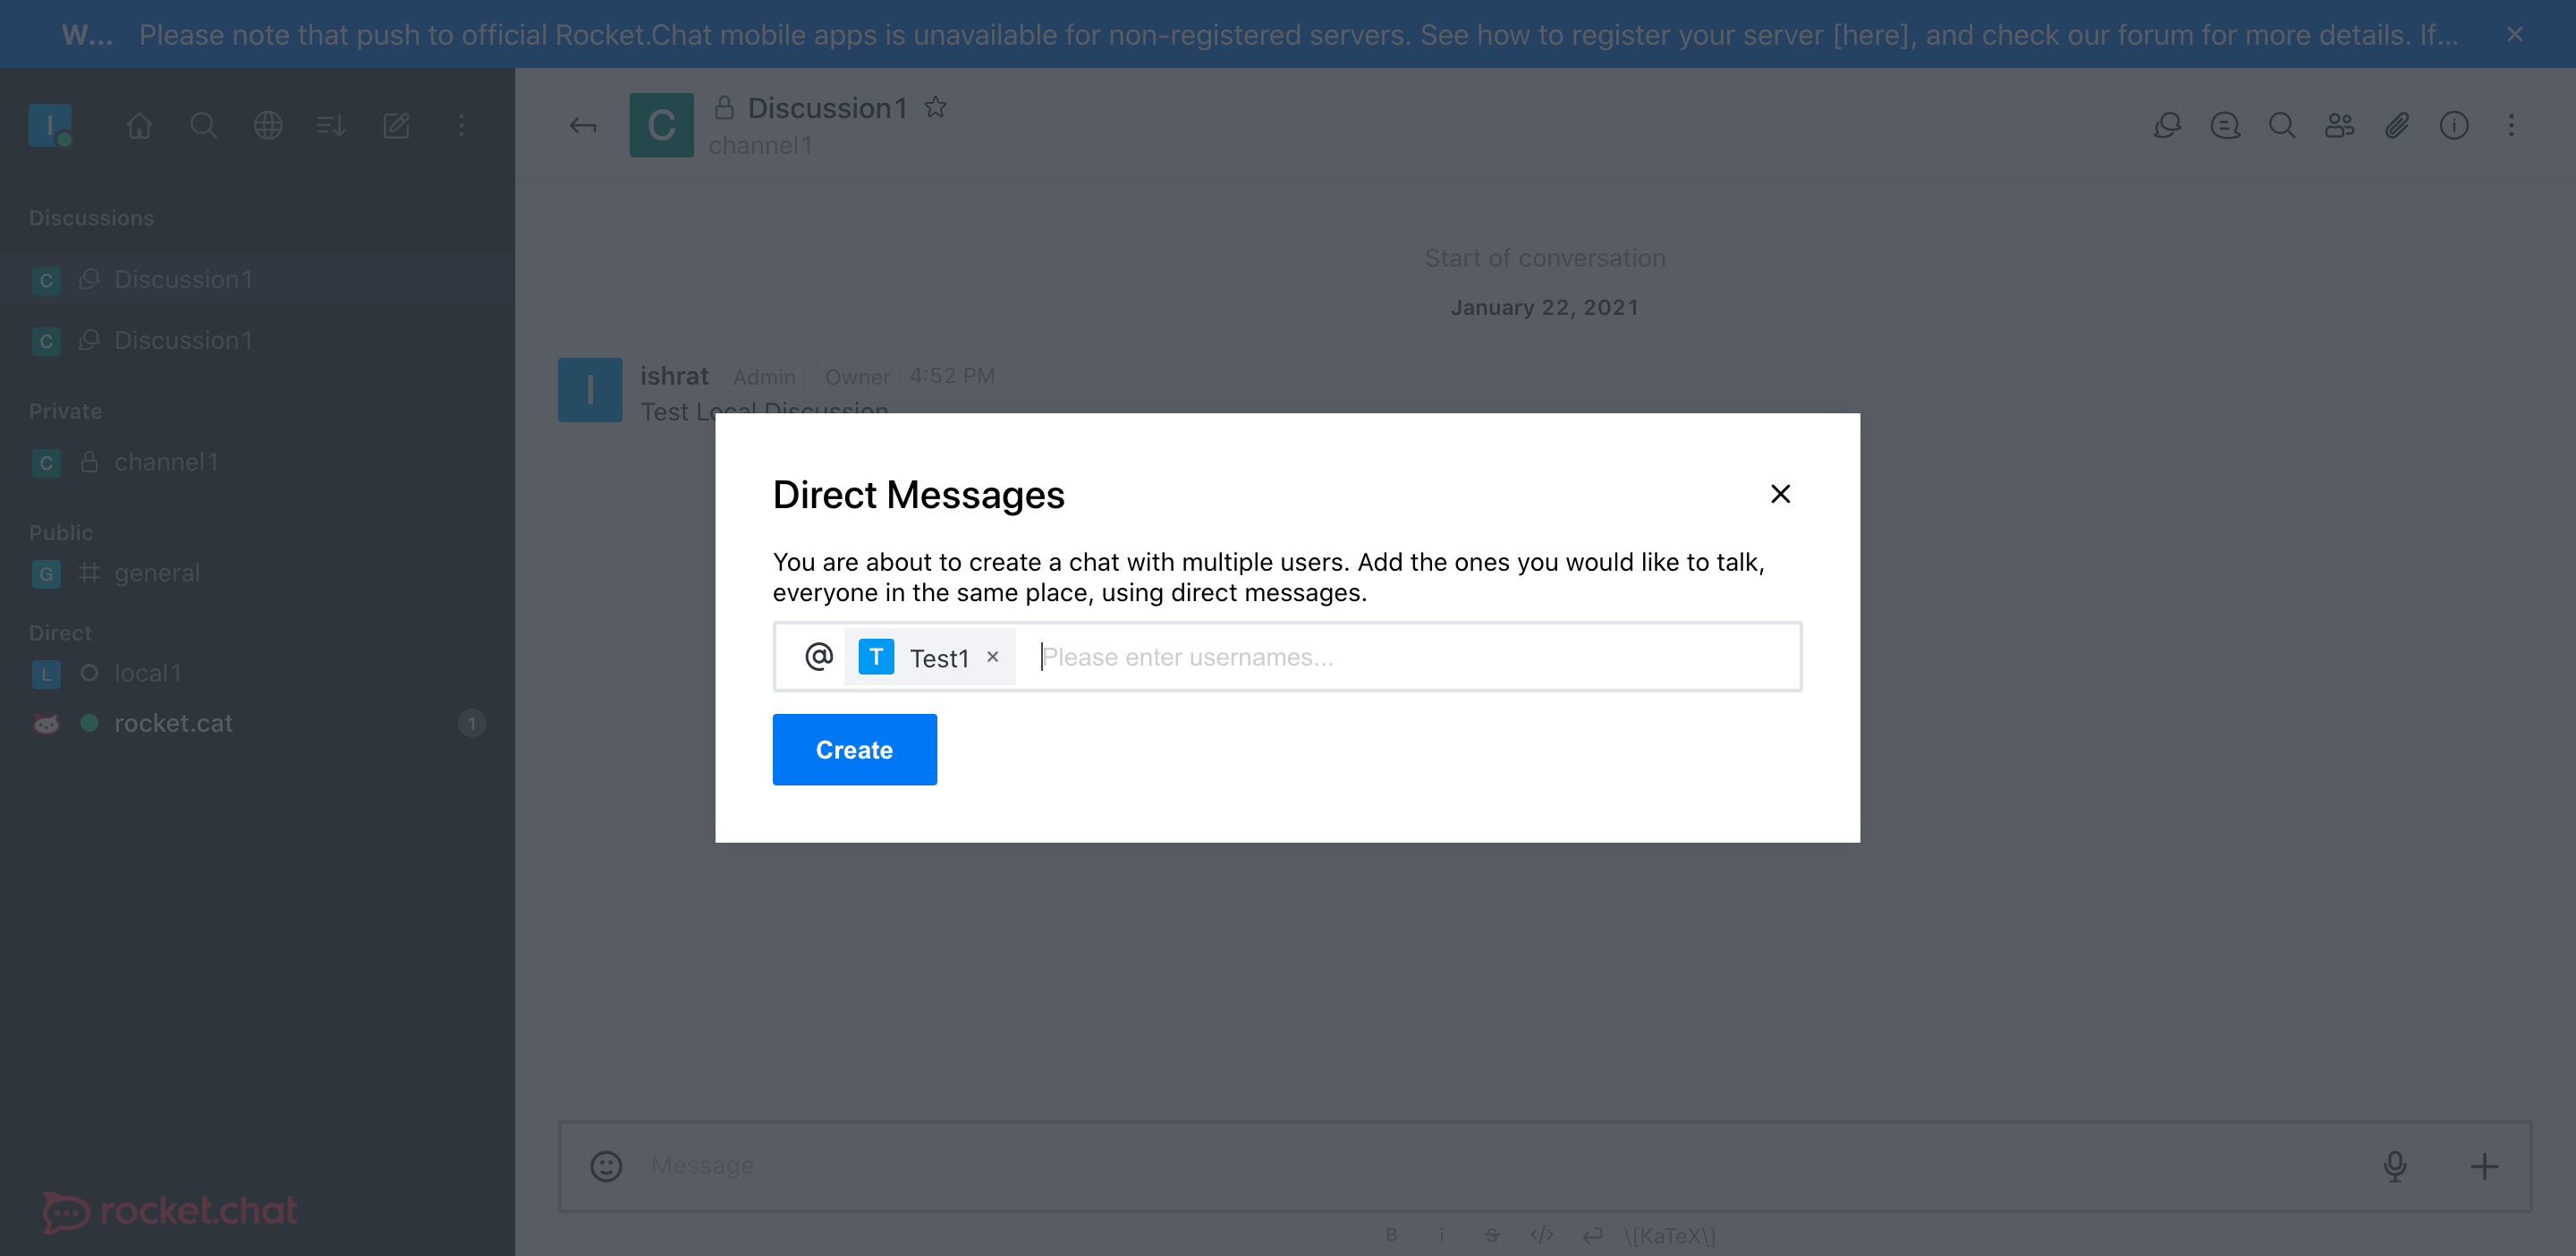 W... Please note that push to official Rocket.Chat mobile apps is unavailable for non-registered servers. See how to register your server [here], and check our forum for more details. If...
I
C Discussion1
channel1
Discussions
C Discussion1
C Discussion1
Private
C channel1
Public
G general
Direct
L local1
rocket.cat 1
rocket.chat
Start of conversation
January 22, 2021
I ishrat Admin Owner 4:52 PM
Test Local Discussion
Direct Messages
You are about to create a chat with multiple users. Add the ones you would like to talk,
everyone in the same place, using direct messages.
@ T Test1 × Please enter usernames...
Create
Message
B i S </> \[KaTeX\]